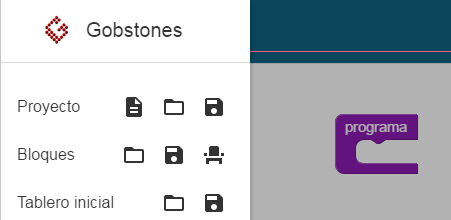 Gobstones
Proyecto
programa
Bloques
Tablero inicial